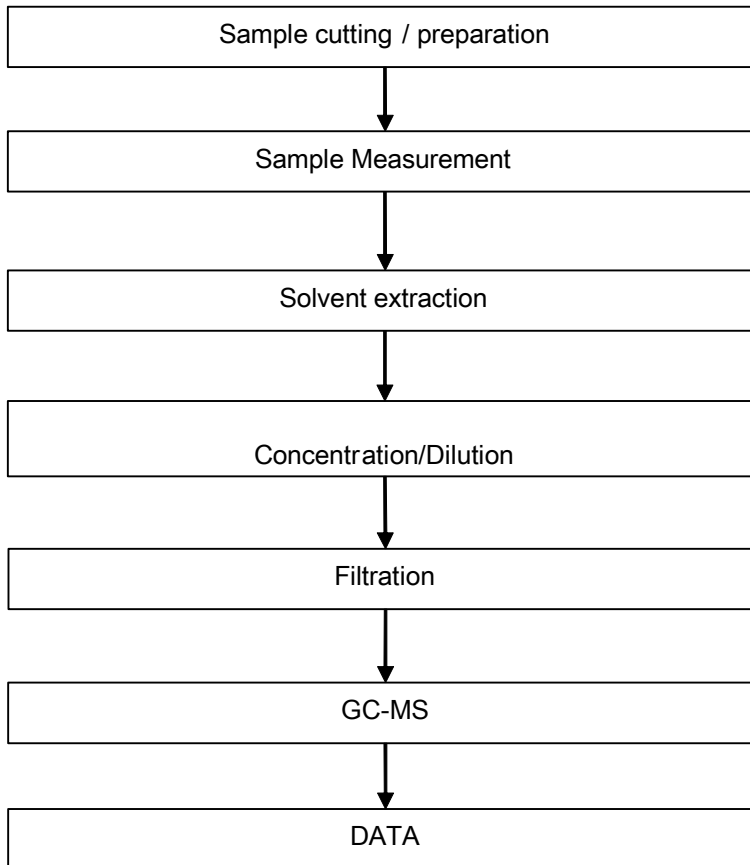 Sample cutting / preparation
Sample Measurement
Solvent extraction
Concentration/Dilution
Filtration
GC-MS
DATA